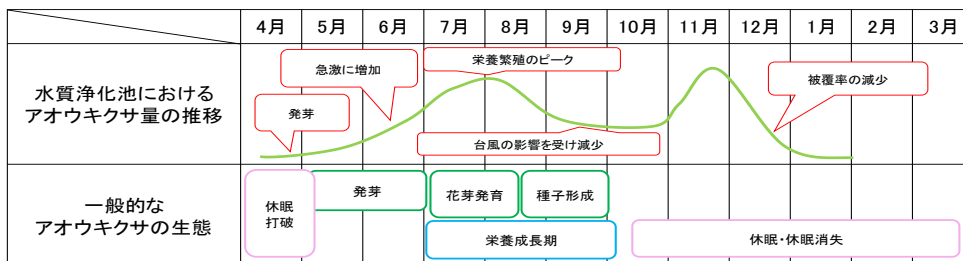 4月 5月 6月 7月 8月 9月 10月 11月 12月 1月 2月 3月
水質浄化池における
アオウキクサ量の推移
発芽
急激に増加
栄養繁殖のピーク
台風の影響を受け減少
被覆率の減少
一般的な
アオウキクサの生態
休眠
打破
発芽
花芽発育
種子形成
栄養成長期
休眠・休眠消失